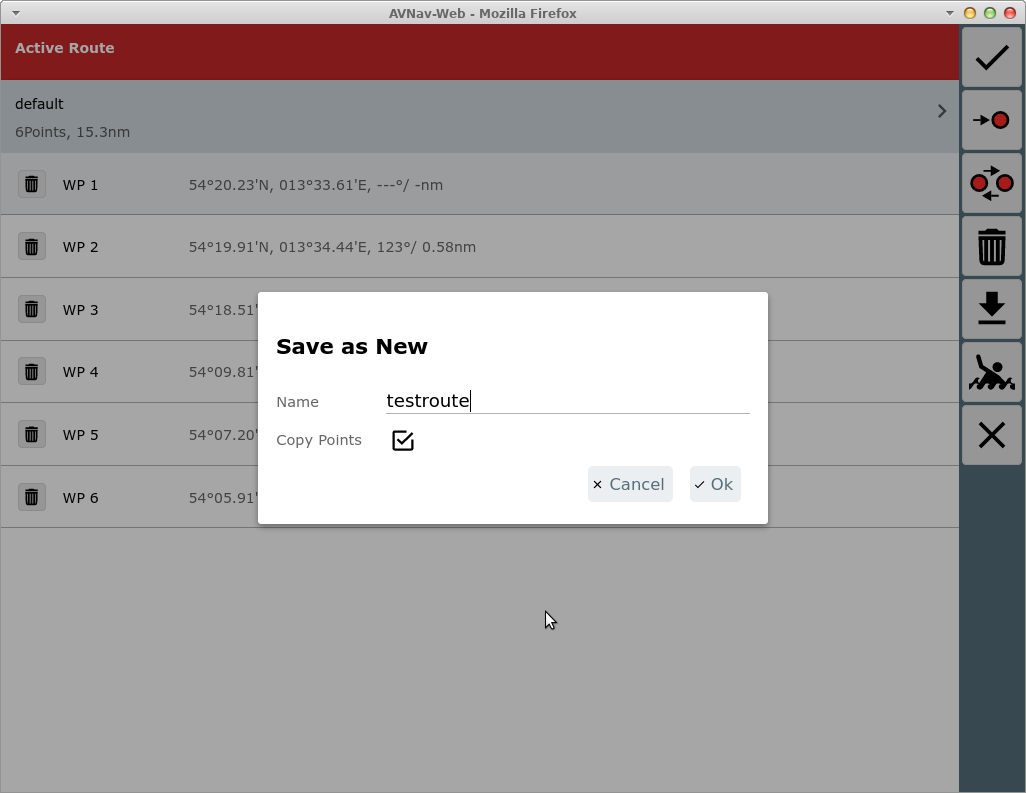 AVNav-Web - Mozilla Firefox
Active Route
default
6Points, 15.3nm
WP 1 54°20.23'N, 013°33.61'E, ---°/ -nm
WP 2 54°19.91'N, 013°34.44'E, 123°/ 0.58nm
WP 3 54°18.51'
WP 4 54°09.81'
WP 5 54°07.20'
WP 6 54°05.91'
Save as New
Name testroute
Copy Points
Cancel Ok